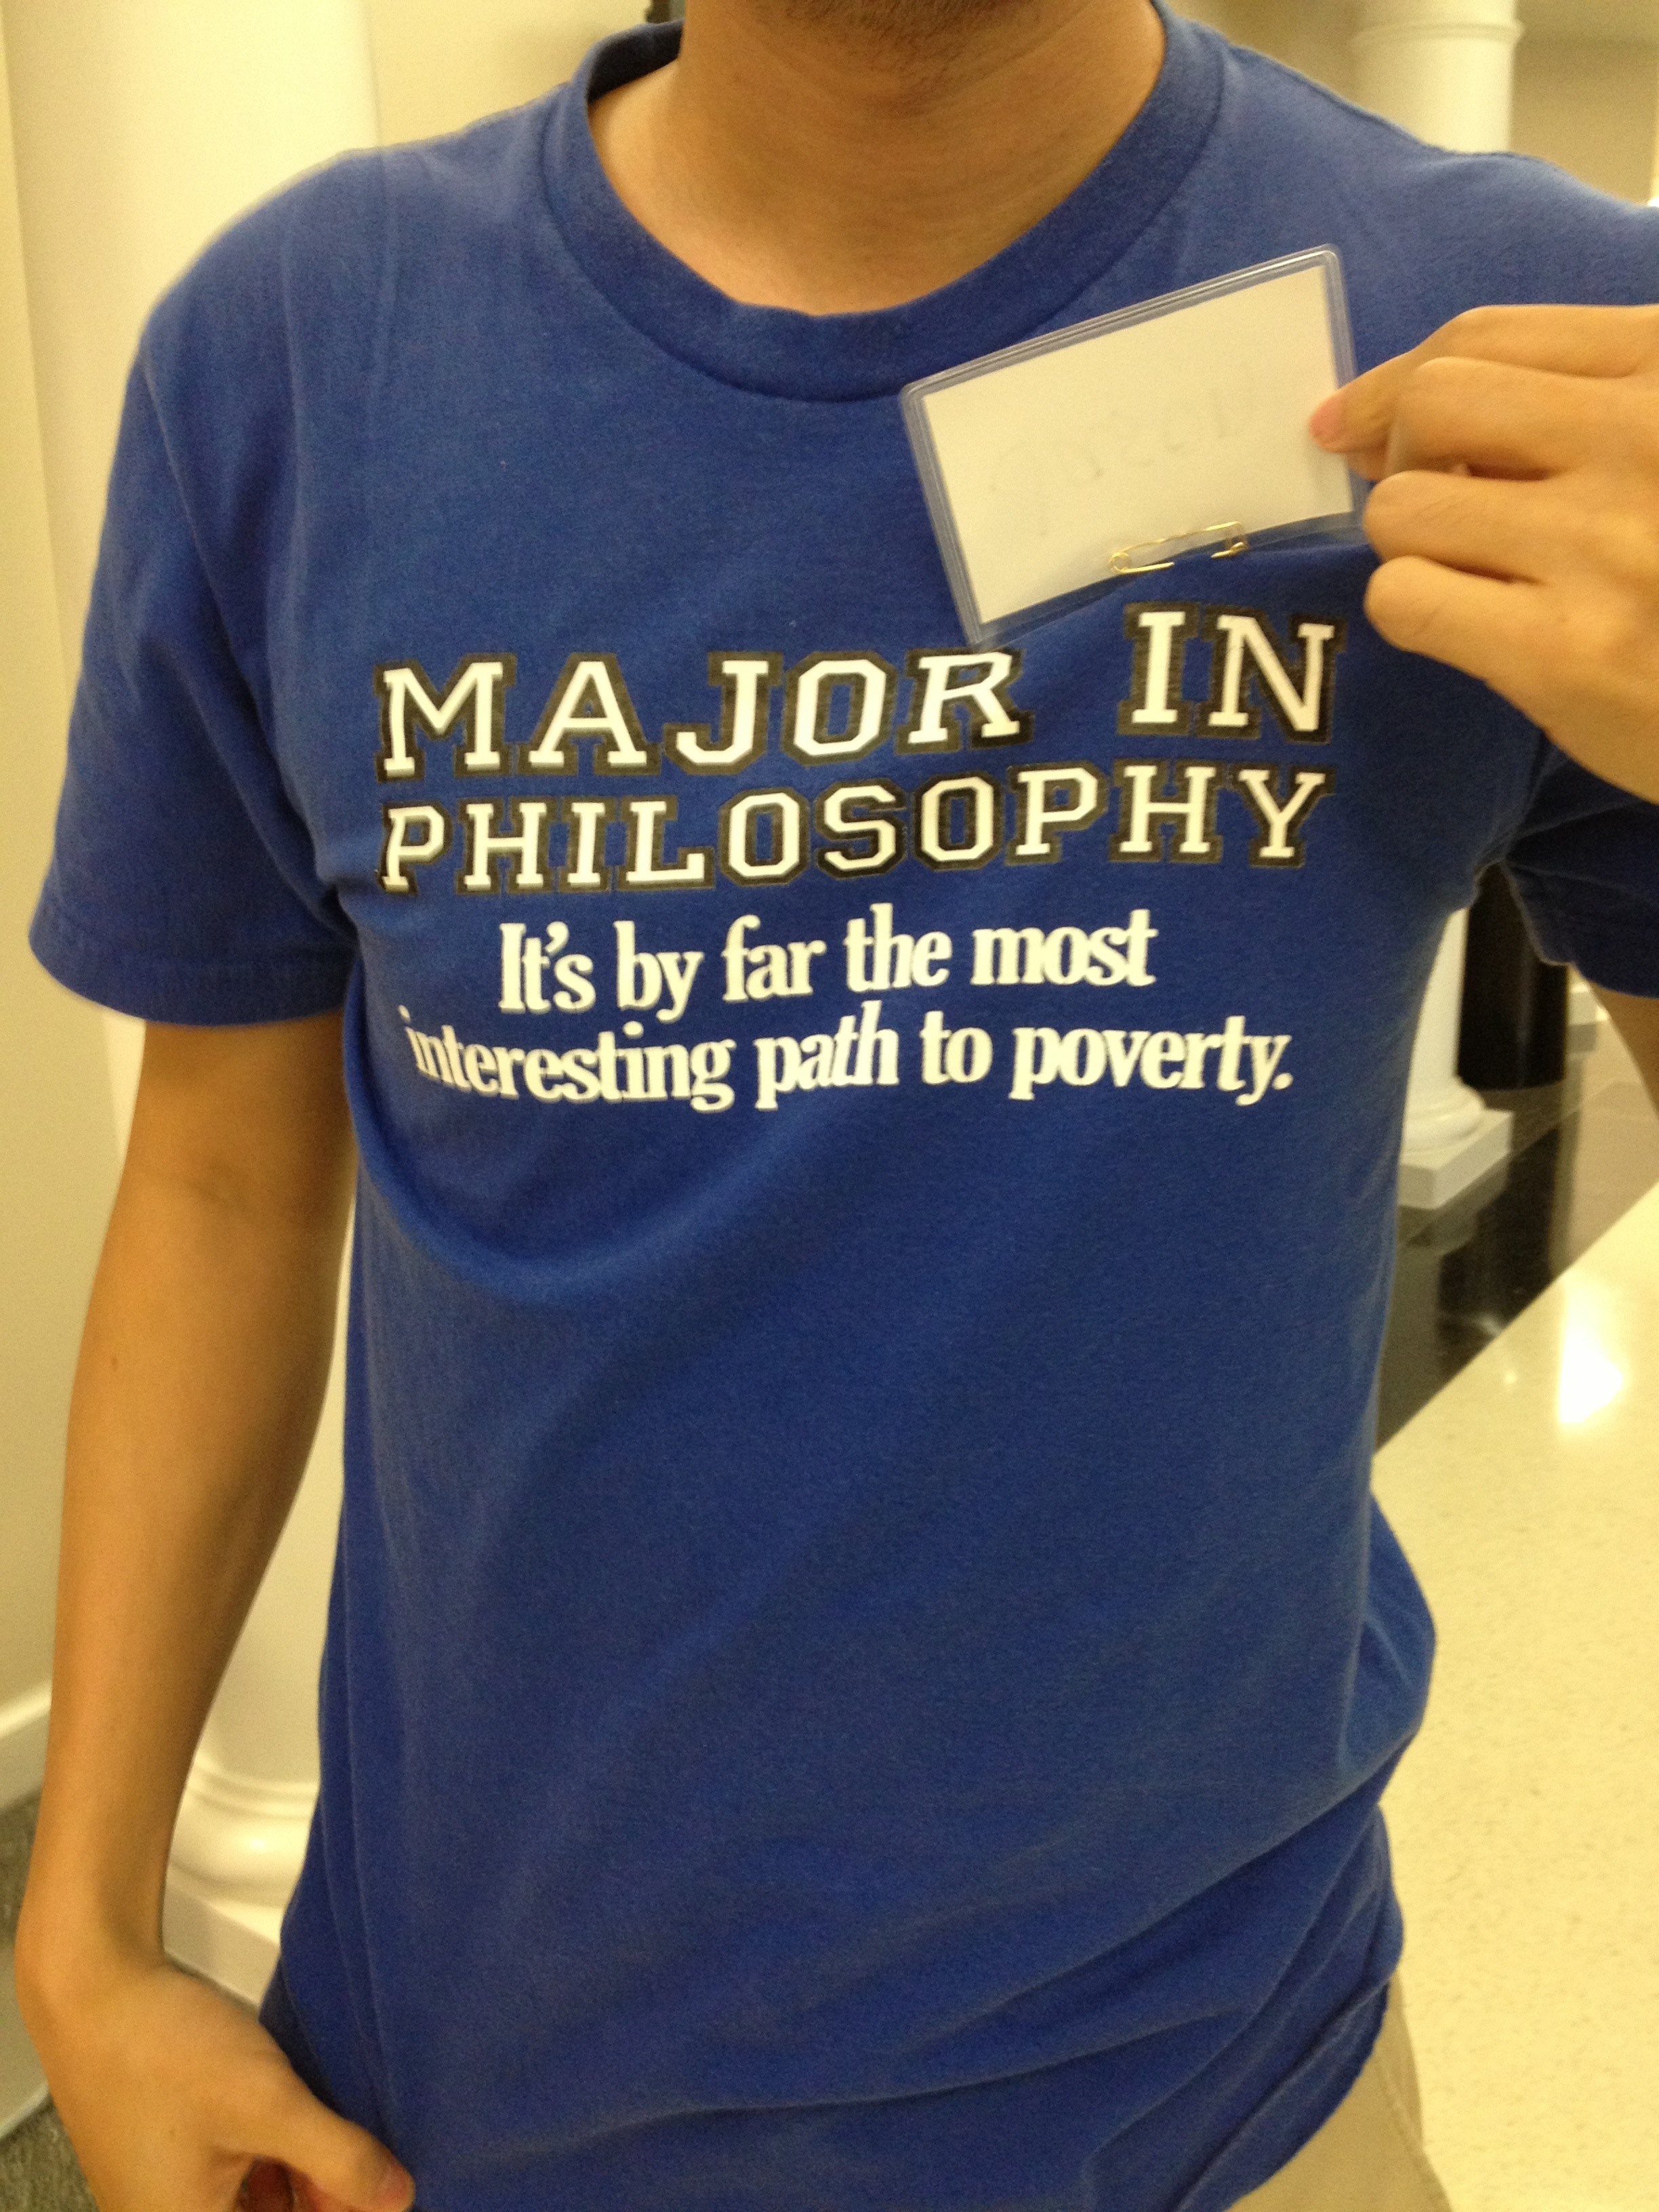 MAJOR IN
PHILOSOPHY
It's by far the most
interesting path to poverty.